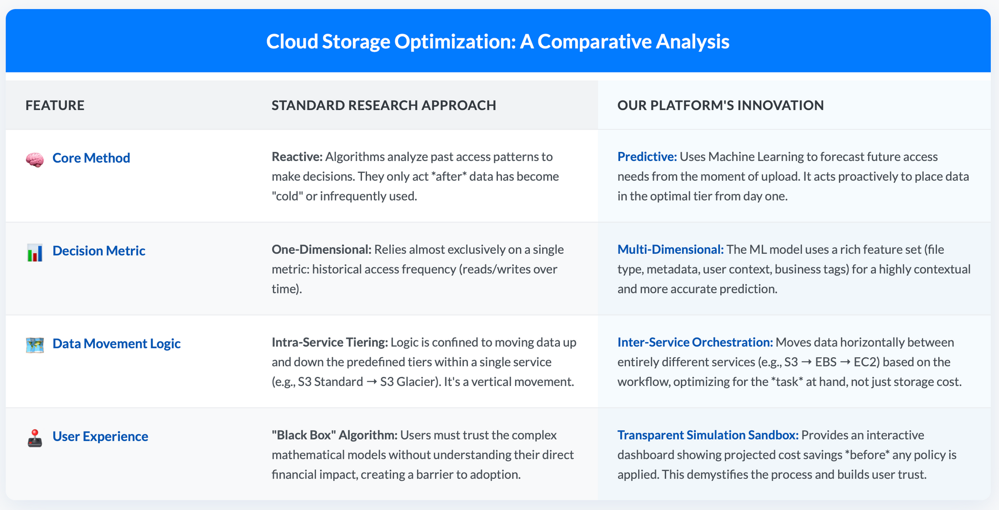 Cloud Storage Optimization: A Comparative Analysis
FEATURE
STANDARD RESEARCH APPROACH
OUR PLATFORM'S INNOVATION
Core Method
Reactive: Algorithms analyze past access patterns to
make decisions. They only act *after* data has become
"cold" or infrequently used.
Predictive: Uses Machine Learning to forecast future access
needs from the moment of upload. It acts proactively to place data
in the optimal tier from day one.
Decision Metric
One-Dimensional: Relies almost exclusively on a single
metric: historical access frequency (reads/writes over
time).
Multi-Dimensional: The ML model uses a rich feature set (file
type, metadata, user context, business tags) for a highly contextual
and more accurate prediction.
Data Movement Logic
Intra-Service Tiering: Logic is confined to moving data up
and down the predefined tiers within a single service
(e.g., S3 Standard → S3 Glacier). It's a vertical movement.
Inter-Service Orchestration: Moves data horizontally between
entirely different services (e.g., S3 → EBS → EC2) based on the
workflow, optimizing for the *task* at hand, not just storage cost.
User Experience
"Black Box" Algorithm: Users must trust the complex
mathematical models without understanding their direct
financial impact, creating a barrier to adoption.
Transparent Simulation Sandbox: Provides an interactive
dashboard showing projected cost savings *before* any policy is
applied. This demystifies the process and builds user trust.